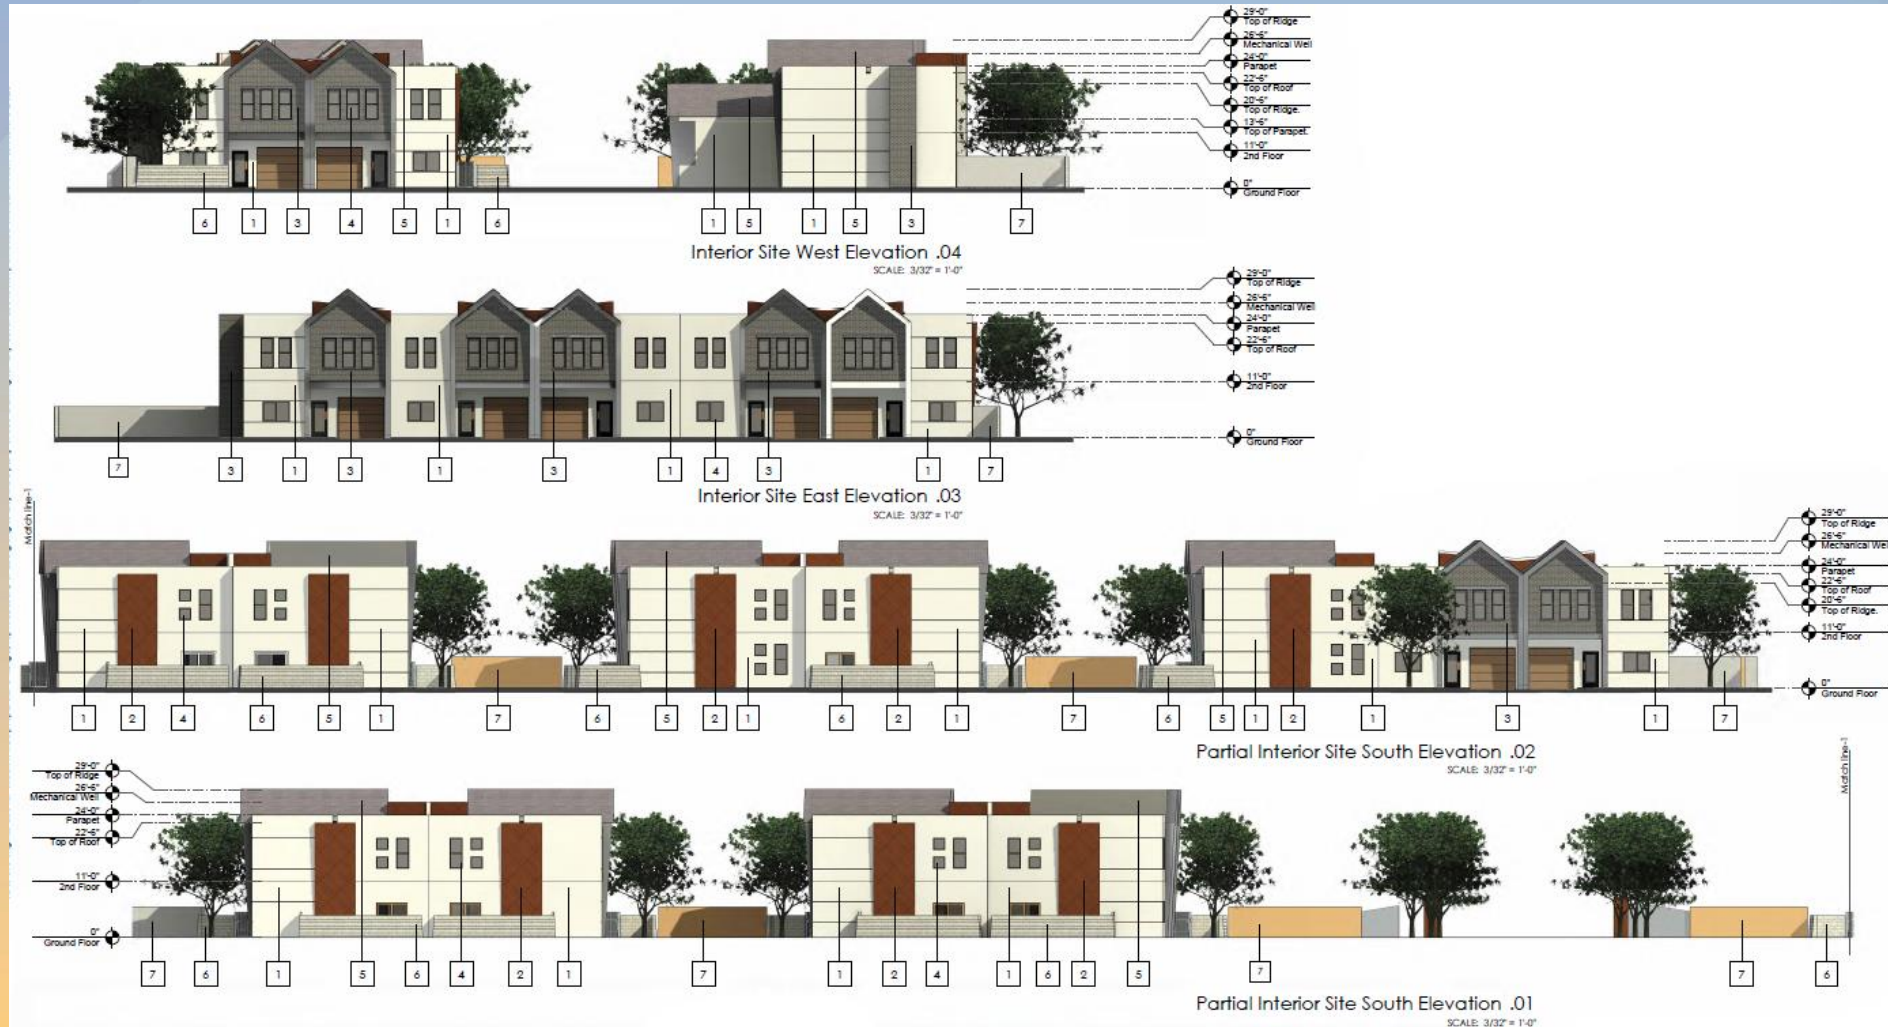 29'-0"
Top of Ridge
26'-6"
Mechanical Well
24'-0"
Parapet
22'-6"
Top of Roof
20'-6"
Top of Ridge.
13'-6"
Top of Parapet.
11'-0"
2nd Floor
0"
Ground Floor
6 1 3 4 5 1 6 1 5 1 5 3 7
Interior Site West Elevation .04
SCALE: 3/32" = 1'-0"
29'-0"
Top of Ridge
26'-6"
Mechanical Well
24'-0"
Parapet
22'-6"
Top of Roof
11'-0"
2nd Floor
0"
Ground Floor
7 3 1 3 1 3 1 4 3 1 7
Interior Site East Elevation .03
SCALE: 3/32" = 1'-0"
Match line-1
29'-0"
Top of Ridge
26'-6"
Mechanical Well
24'-0"
Parapet
22'-6"
Top of Roof
20'-6"
Top of Ridge.
11'-0"
2nd Floor
0"
Ground Floor
1 2 4 6 5 1 7 6 5 2 1 6 2 1 7 6 5 1 2 1 3 1 7
Partial Interior Site South Elevation .02
SCALE: 3/32" = 1'-0"
Match line-1
29'-0"
Top of Ridge
26'-6"
Mechanical Well
24'-0"
Parapet
22'-6"
Top of Roof
11'-0"
2nd Floor
0"
Ground Floor
7 6 1 5 6 4 2 1 7 1 2 4 1 6 2 5 7 7 6
Partial Interior Site South Elevation .01
SCALE: 3/32" = 1'-0"